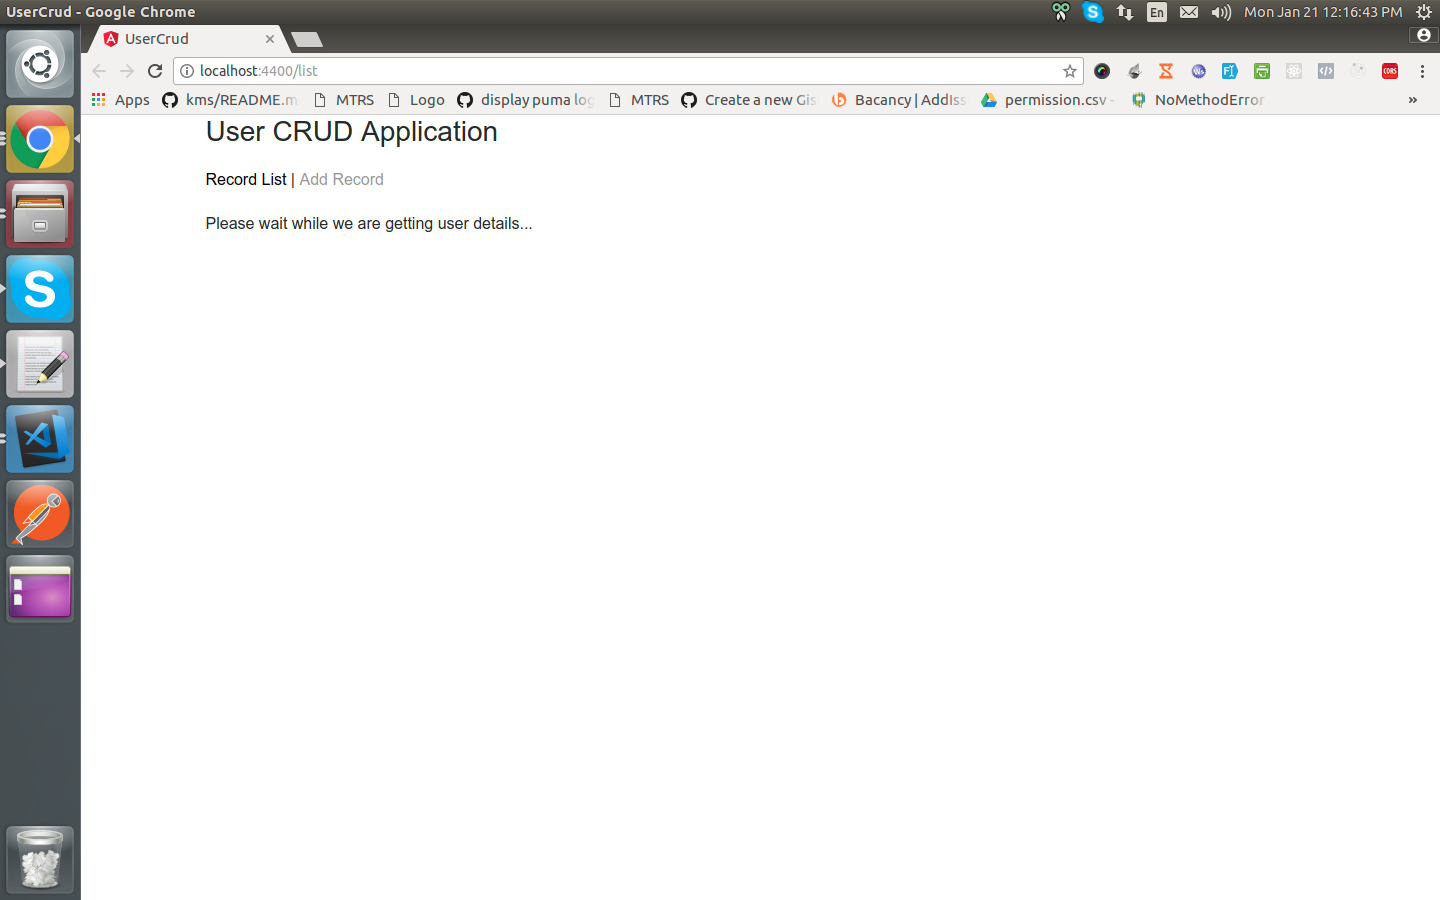 UserCrud - Google Chrome
En
Mon Jan 21 12:16:43 PM
UserCrud
localhost:4400/list
Ws
CORS
Apps
kms/README.m
MTRS
Logo
display puma log
MTRS
Create a new Gis
Bacancy | AddIss
permission.csv -
NoMethodError
»
User CRUD Application
Record List | Add Record
Please wait while we are getting user details...